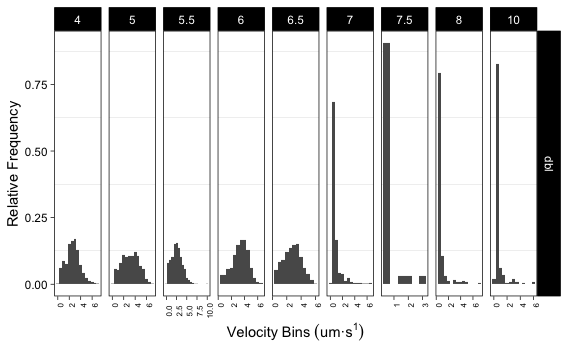 4 5 5.5 6 6.5 7 7.5 8 10
Relative Frequency
0.75
0.50
0.25
0.00
dbl
0 2 4 6 0 2 4 6 0.0 2.5 5.0 7.5 10.0 0 2 4 6 0 2 4 6 0 2 4 6 1 2 3 0 2 4 6 0 2 4 6
Velocity Bins (um·s¹)